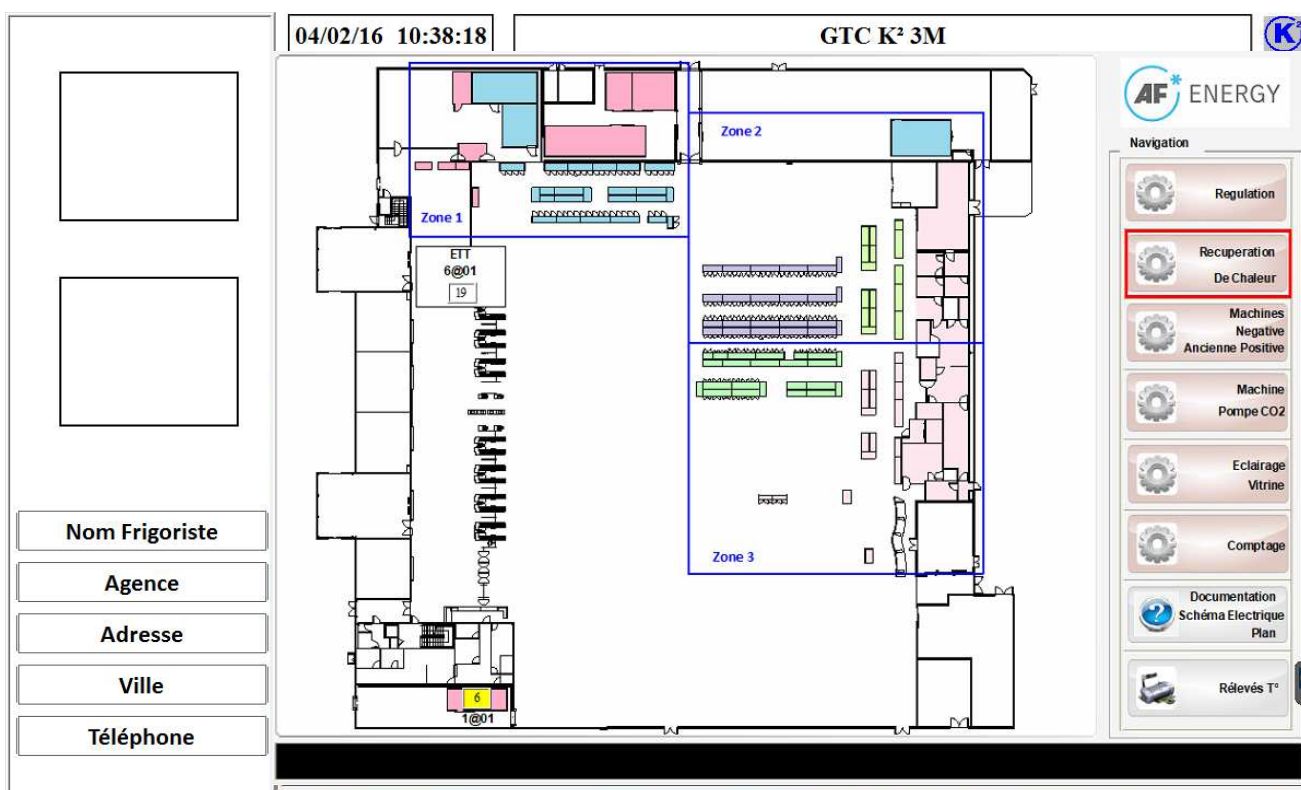 04/02/16 10:38:18
GTC K² 3M
K²
AF* ENERGY
Navigation
Regulation
Recuperation
De Chaleur
Machines
Negative
Ancienne Positive
Machine
Pompe CO2
Eclairage
Vitrine
Comptage
Documentation
Schéma Electrique
Plan
Rélevés T°
Zone 1
Zone 2
Zone 3
ETT
6@01
19
6
1@01
Nom Frigoriste
Agence
Adresse
Ville
Téléphone